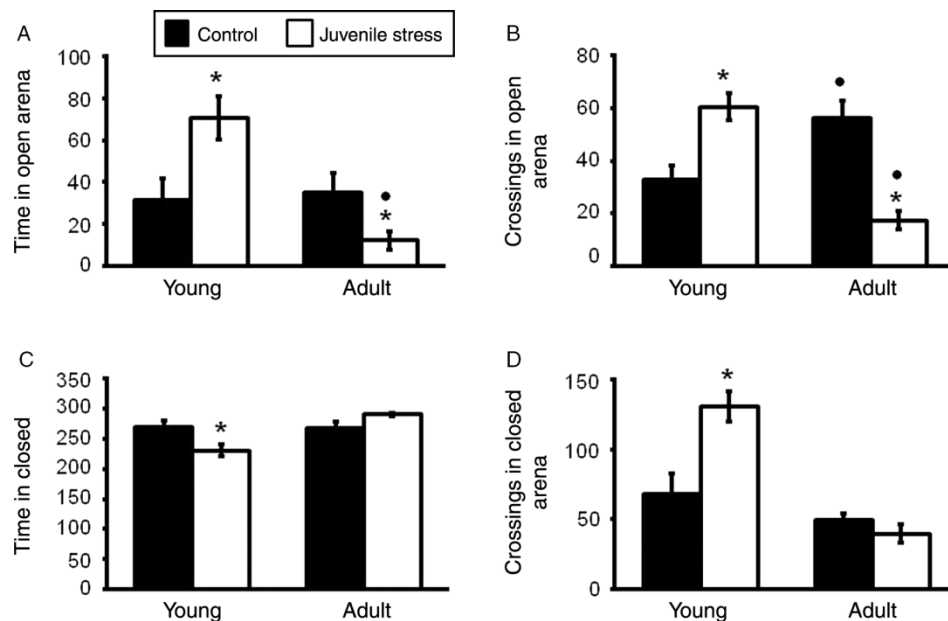 A
Control
Juvenile stress
Time in open arena
100
80
60
40
20
0
*
*
Young
Adult
B
Crossings in open
arena
80
60
40
20
0
*
*
Young
Adult
C
Time in closed
350
300
250
200
150
100
50
0
*
Young
Adult
D
Crossings in closed
arena
150
100
50
0
*
Young
Adult